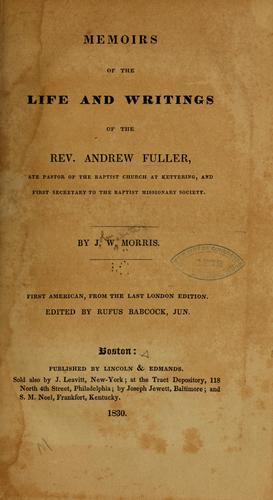 MEMOIRS
OF THE
LIFE AND WRITINGS
OF THE
REV. ANDREW FULLER,
ATE PASTOR OF THE BAPTIST CHURCH AT KETTERING, AND
FIRST SECRETARY TO THE BAPTIST MISSIONARY SOCIETY.
BY J. W. MORRIS.
FIRST AMERICAN, FROM THE LAST LONDON EDITION.
EDITED BY RUFUS BABCOCK, JUN.
Boston:
PUBLISHED BY LINCOLN & EDMANDS.
Sold also by J. Leavitt, New-York; at the Tract Depository, 118
North 4th Street, Philadelphia; by Joseph Jewett, Baltimore; and
S. M. Noel, Frankfort, Kentucky.
1830.